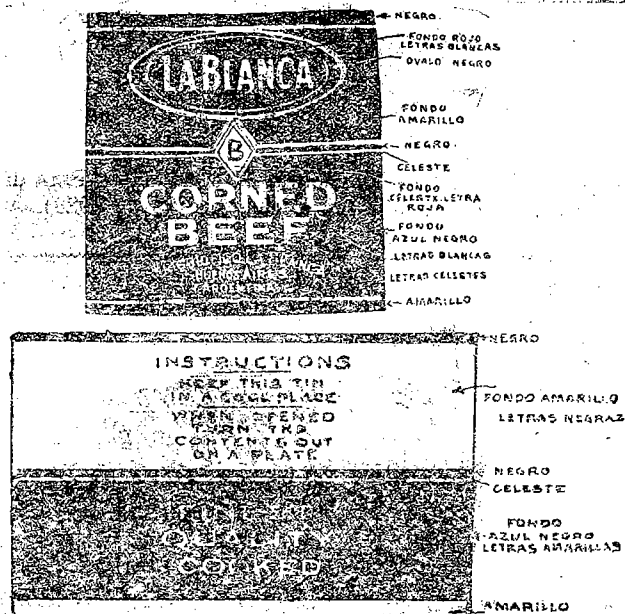 NEGRO
FONDO ROJO
LETRAS BLANCAS
OVALO NEGRO
LA BLANCA
FONDO
AMARILLO
NEGRO
B
CELESTE
CORNED
BEEF
FONDO
CELESTE LETRA
ROJA
FONDO
AZUL NEGRO
LETRAS BLANCAS
BUENOS AIRES
LETRAS CELESTES
ARGENTINA
AMARILLO
NEGRO
INSTRUCTIONS
KEEP THIS TIN
IN A COOL PLACE
WHEN OPENED
TURN THE
CONTENTS OUT
ON A PLATE
FONDO AMARILLO
LETRAS NEGRAZ
NEGRO
CELESTE
QUALITY
COOKED
FONDO
AZUL NEGRO
LETRAS AMARILLAS
AMARILLO